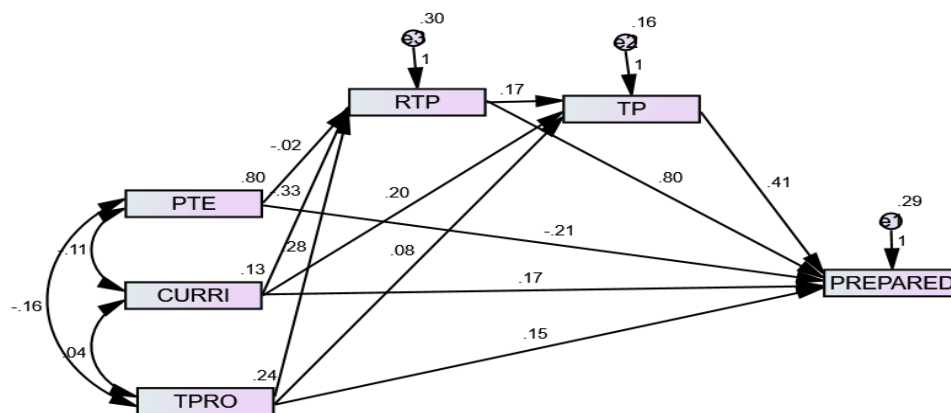 .30
.16
e3
e2
1
1
RTP
.17
TP
-.02
.80
-.33
.20
.80
.41
.29
PTE
e1
-.21
1
.28
.08
-.11
.13
CURRI
.17
PREPARED
-.16
.04
.15
.24
TPRO